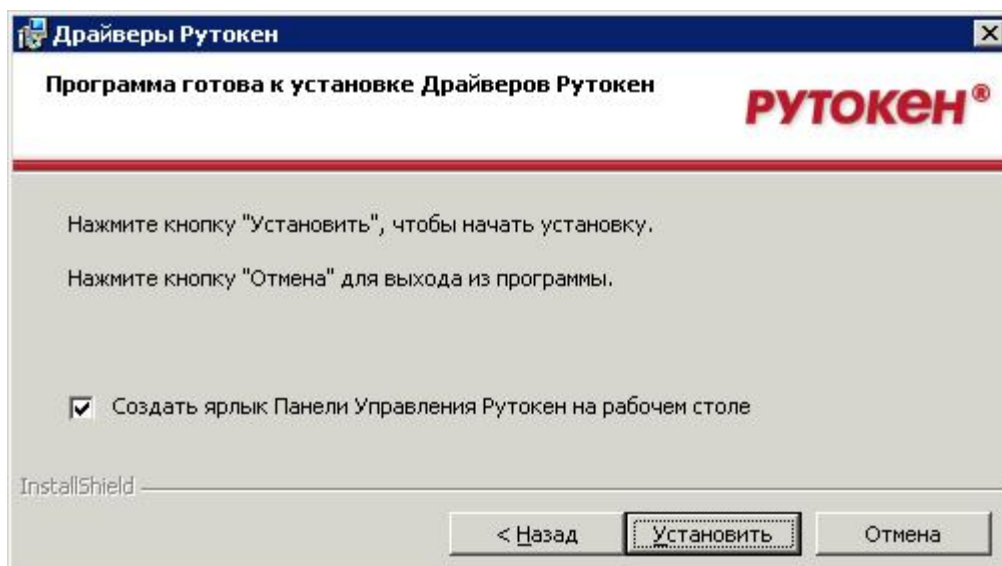 Драйверы Рутокен
Программа готова к установке Драйверов Рутокен
РУТОКЕН®
Нажмите кнопку "Установить", чтобы начать установку.
Нажмите кнопку "Отмена" для выхода из программы.
Создать ярлык Панели Управления Рутокен на рабочем столе
InstallShield
< Назад
Установить
Отмена